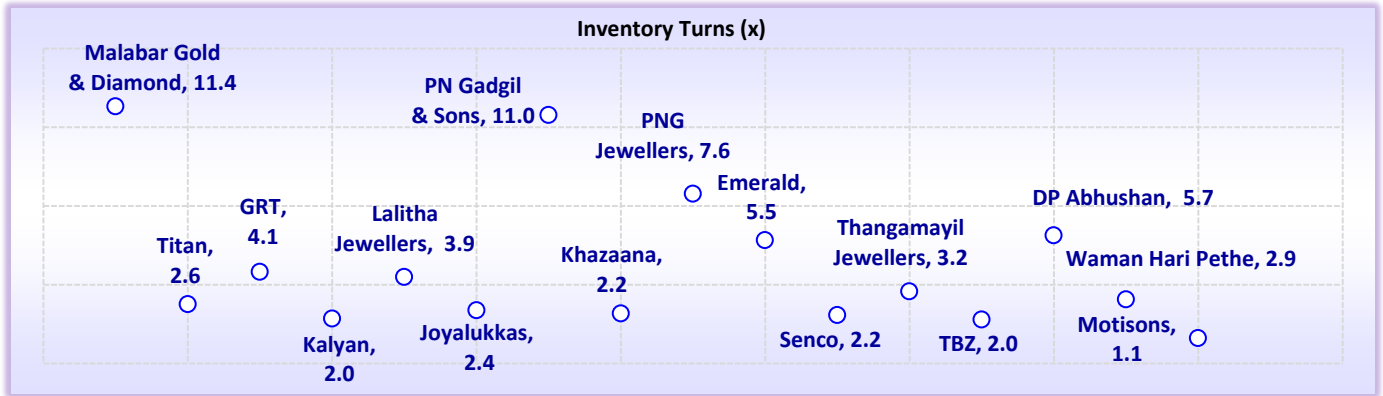 Inventory Turns (x)
Malabar Gold
& Diamond, 11.4
Titan,
2.6
GRT,
4.1
Kalyan,
2.0
Lalitha
Jewellers, 3.9
Joyalukkas,
2.4
PN Gadgil
& Sons, 11.0
Khazaana,
2.2
PNG
Jewellers, 7.6
Emerald,
5.5
Senco, 2.2
Thangamayil
Jewellers, 3.2
TBZ, 2.0
DP Abhushan, 5.7
Waman Hari Pethe, 2.9
Motisons,
1.1